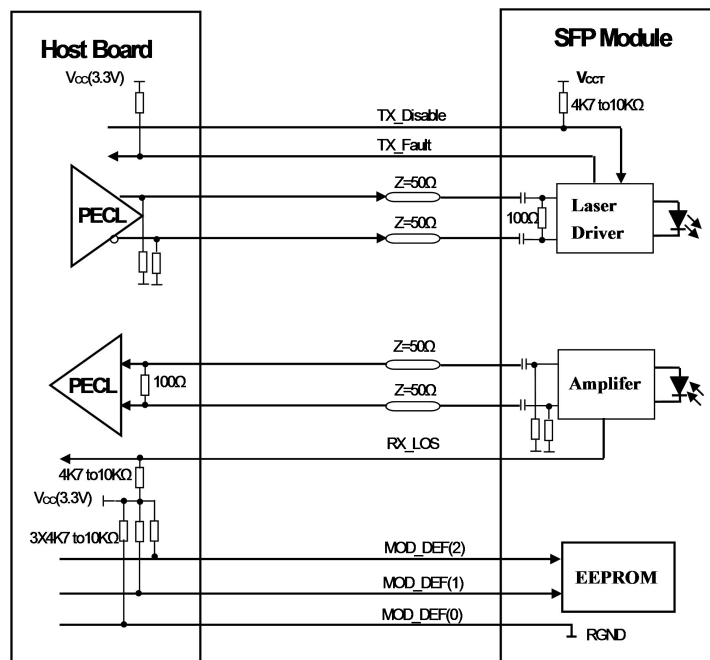 Host Board
SFP Module
VCC(3.3V)
VCCT
4K7 to10KΩ
TX_Disable
TX_Fault
PECL
Z=50Ω
Z=50Ω
100Ω
Laser
Driver
PECL
100Ω
Z=50Ω
Z=50Ω
Amplifer
RX_LOS
4K7 to10KΩ
VCC(3.3V)
3X4K7 to10KΩ
MOD_DEF(2)
MOD_DEF(1)
EEPROM
MOD_DEF(0)
RGND